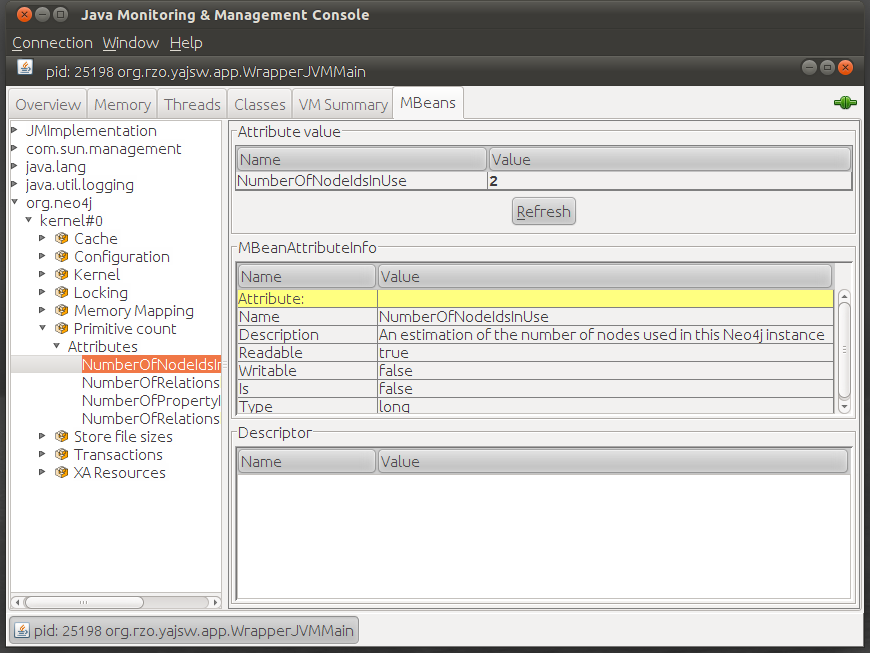 Java Monitoring & Management Console
Connection Window Help
pid: 25198 org.rzo.yajsw.app.WrapperJVMMain
Overview Memory Threads Classes VM Summary MBeans
JMImplementation
com.sun.management
java.lang
java.util.logging
org.neo4j
kernel#0
Cache
Configuration
Kernel
Locking
Memory Mapping
Primitive count
Attributes
NumberOfNodeIdsIn
NumberOfRelations
NumberOfPropertyI
NumberOfRelations
Store file sizes
Transactions
XA Resources
Attribute value
Name Value
NumberOfNodeIdsInUse 2
Refresh
MBeanAttributeInfo
Name Value
Attribute:
Name NumberOfNodeIdsInUse
Description An estimation of the number of nodes used in this Neo4j instance
Readable true
Writable false
Is false
Type long
Descriptor
Name Value
pid: 25198 org.rzo.yajsw.app.WrapperJVMMain